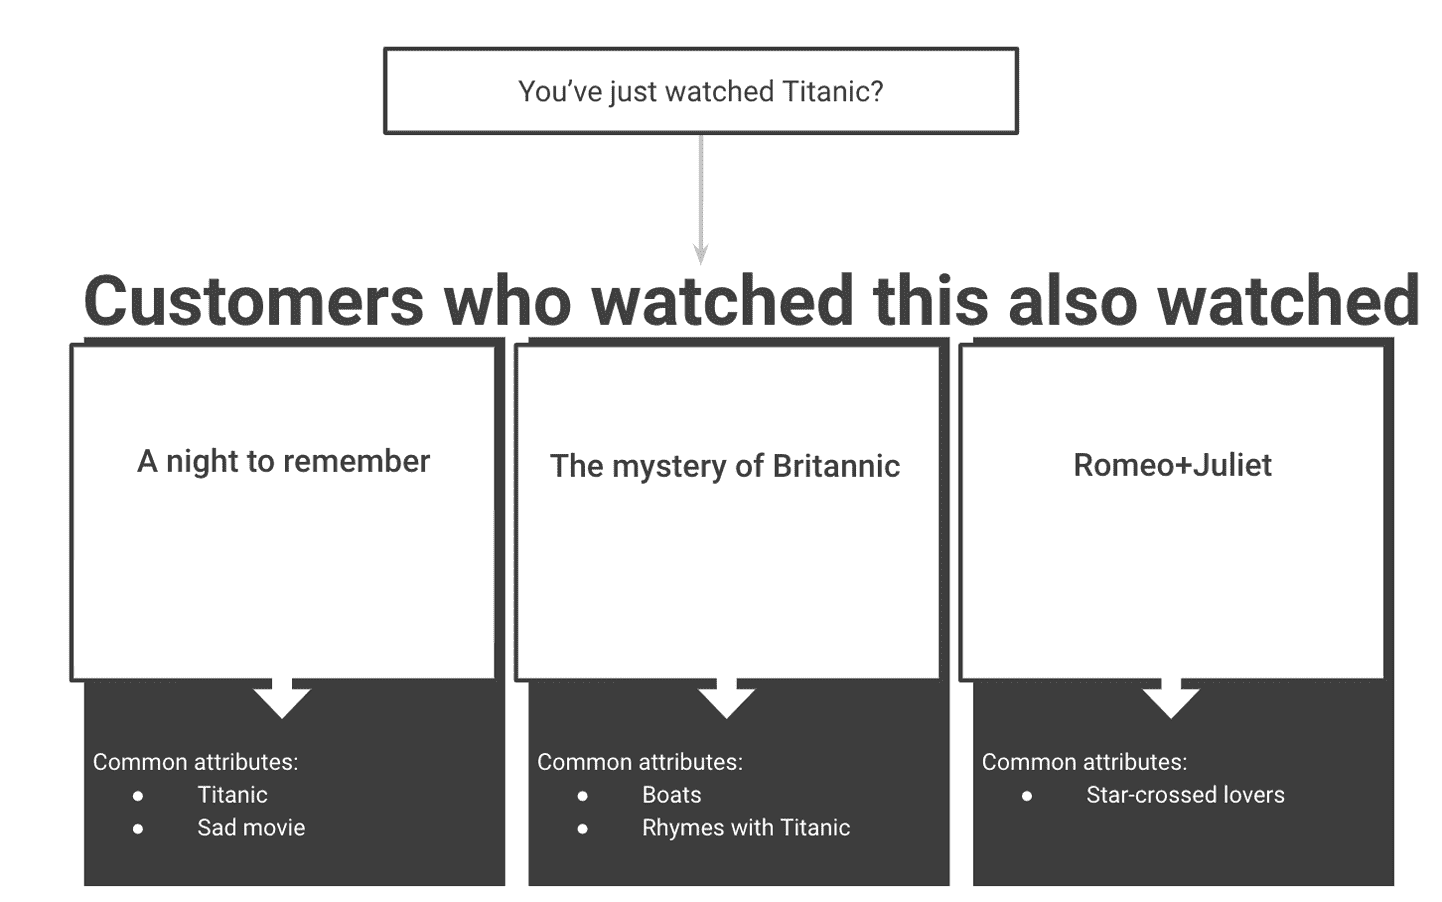 You’ve just watched Titanic?
Customers who watched this also watched
A night to remember
The mystery of Britannic
Romeo+Juliet
Common attributes:
● Titanic
● Sad movie
Common attributes:
● Boats
● Rhymes with Titanic
Common attributes:
● Star-crossed lovers